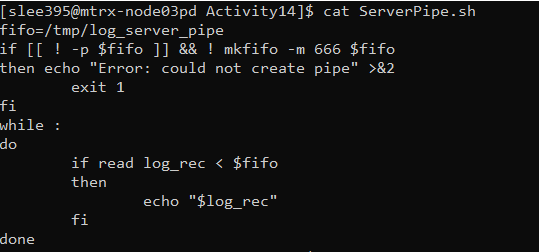 [slee395@mtrx-node03pd Activity14]$ cat ServerPipe.sh
fifo=/tmp/log_server_pipe
if [[ ! -p $fifo ]] && ! mkfifo -m 666 $fifo
then echo "Error: could not create pipe" >&2
        exit 1
fi
while :
do
        if read log_rec < $fifo
        then
                echo "$log_rec"
        fi
done